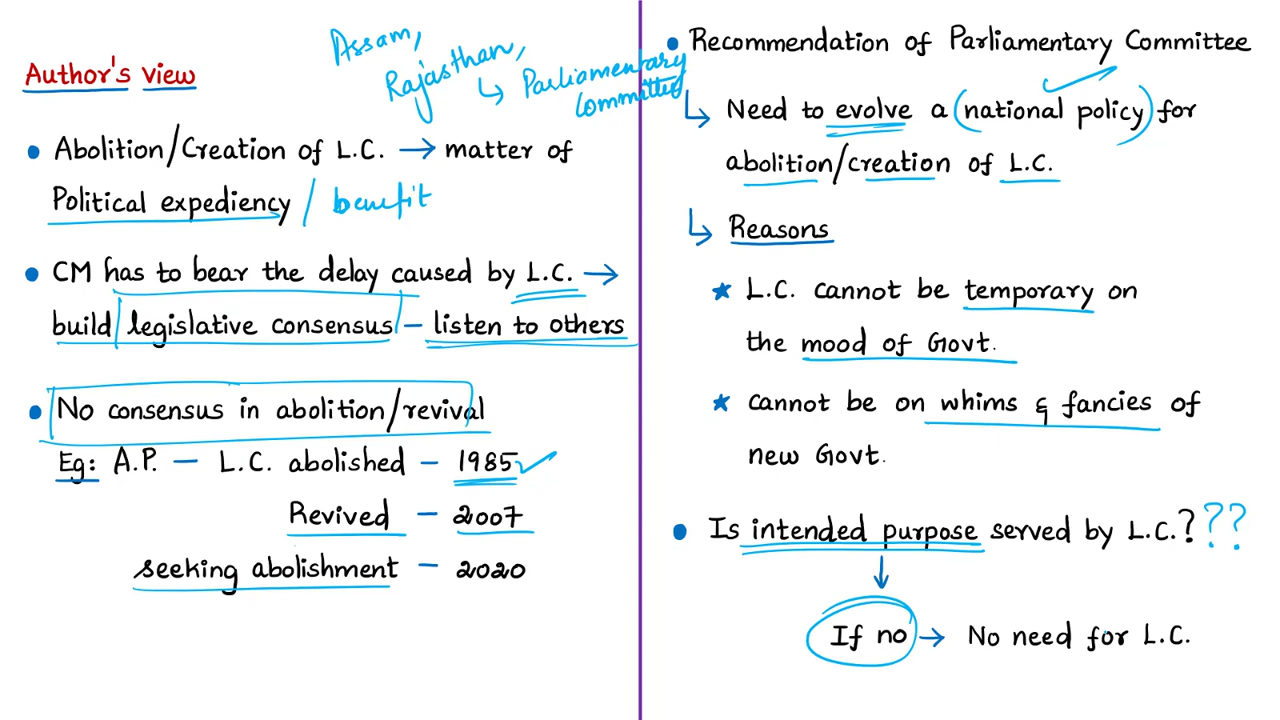 Author's view
Assam,
Rajasthan,
↳ Parliamentary
Committee
• Abolition/Creation of L.C. → matter of
Political expediency / benefit
• CM has to bear the delay caused by L.C. →
build legislative consensus – listen to others
• No consensus in abolition/revival
Eg: A.P. – L.C. abolished – 1985
Revived – 2007
seeking abolishment – 2020
• Recommendation of Parliamentary Committee
↳ Need to evolve a (national policy) for
abolition/creation of L.C.
↳ Reasons
★ L.C. cannot be temporary on
the mood of Govt.
★ cannot be on whims & fancies of
new Govt.
• Is intended purpose served by L.C.???
↓
If no → No need for L.C.